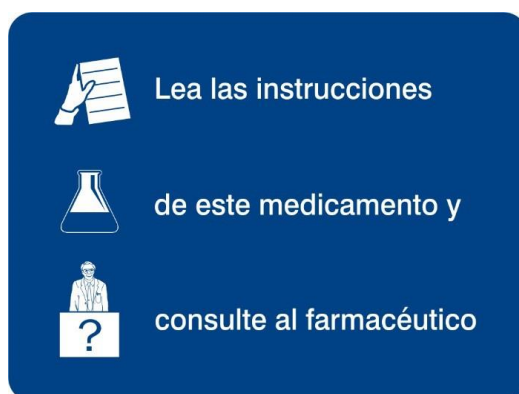 Lea las instrucciones
de este medicamento y
?
consulte al farmacéutico